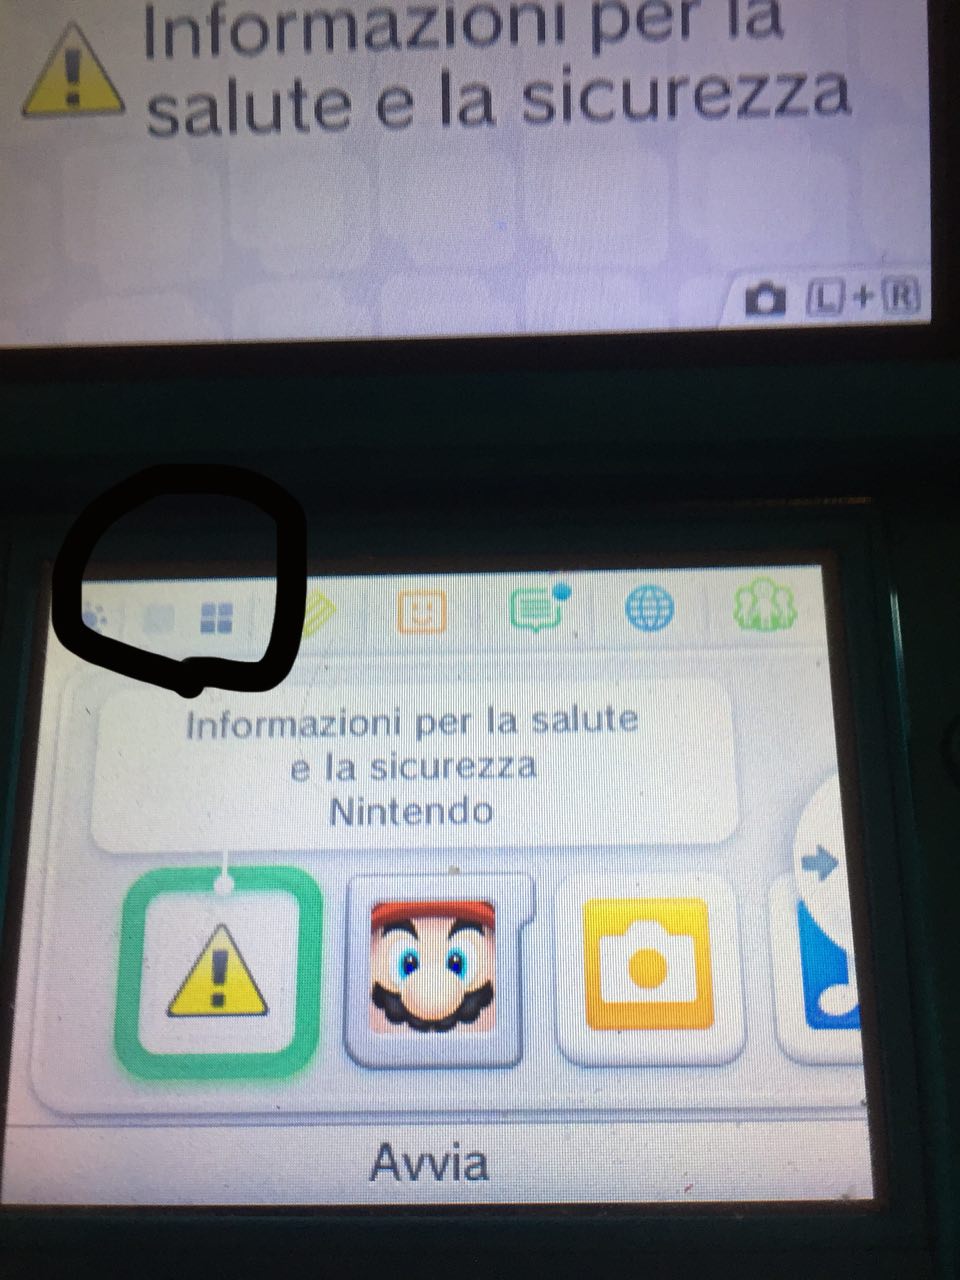 Informazioni per la
salute e la sicurezza
L + R
Informazioni per la salute
e la sicurezza
Nintendo
Avvia